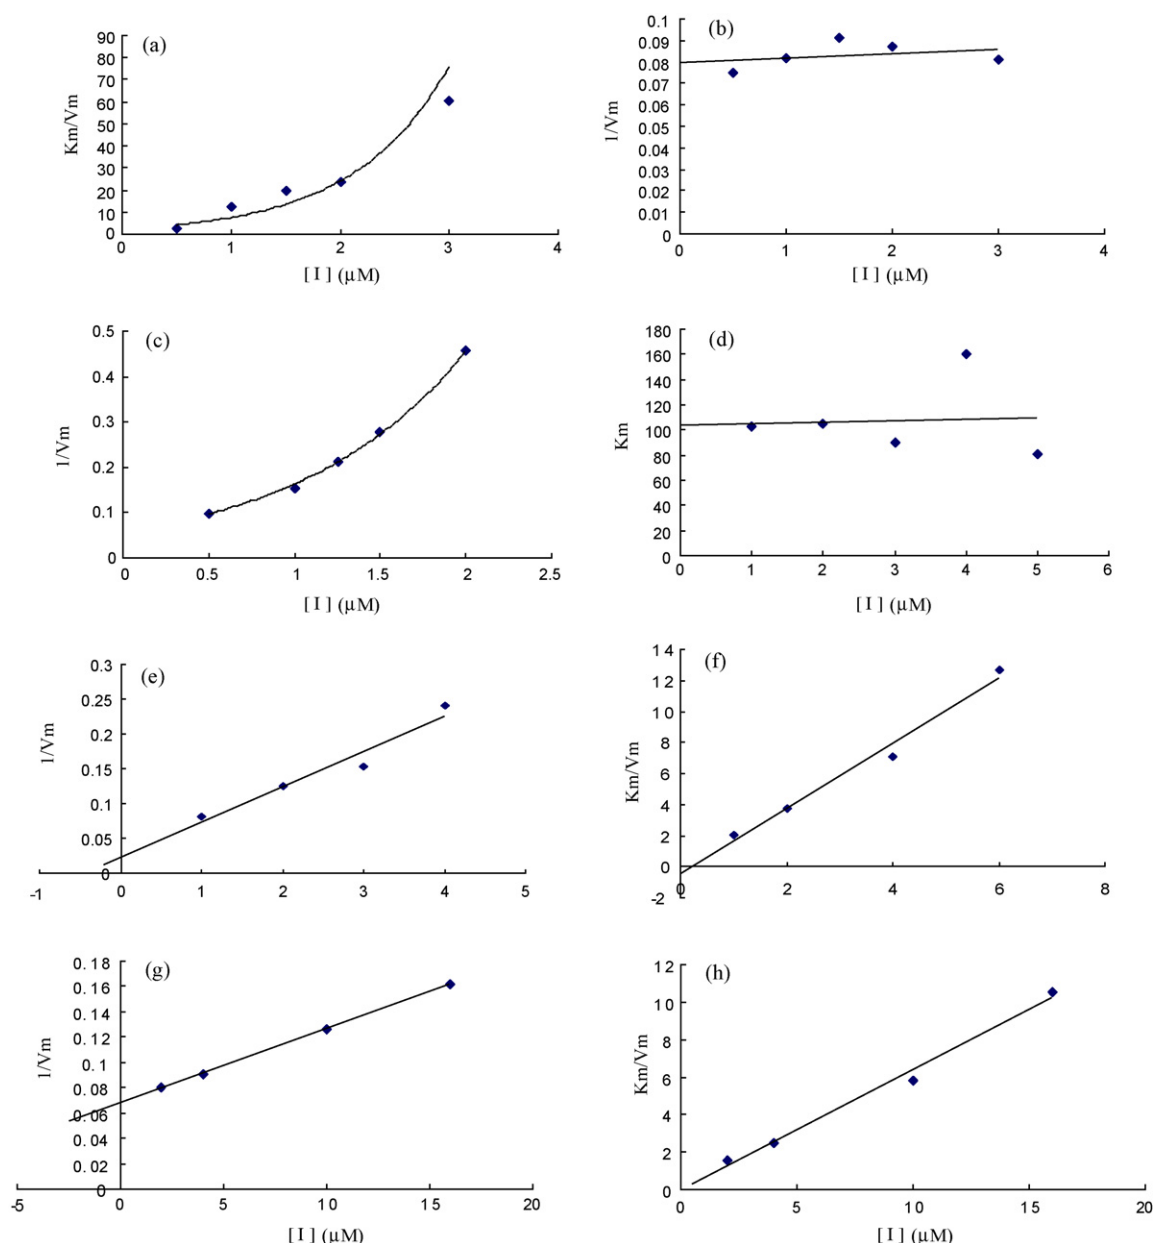 (a)
Km/Vm
90
80
70
60
50
40
30
20
10
0
0 1 2 3 4
[ I ] (μM)
(b)
1/Vm
0.1
0.09
0.08
0.07
0.06
0.05
0.04
0.03
0.02
0.01
0
0 1 2 3 4
[ I ] (μM)
(c)
1/Vm
0.5
0.4
0.3
0.2
0.1
0
0 0.5 1 1.5 2 2.5
[ I ] (μM)
(d)
Km
180
160
140
120
100
80
60
40
20
0
0 1 2 3 4 5 6
[ I ] (μM)
(e)
1/Vm
0.3
0.25
0.2
0.15
0.1
0.05
0
-1 0 1 2 3 4 5
(f)
Km/Vm
14
12
10
8
6
4
2
0
-2
0 2 4 6 8
(g)
1/Vm
0.18
0.16
0.14
0.12
0.1
0.08
0.06
0.04
0.02
0
-5 0 5 10 15 20
[ I ] (μM)
(h)
Km/Vm
12
10
8
6
4
2
0
0 5 10 15 20
[ I ] (μM)